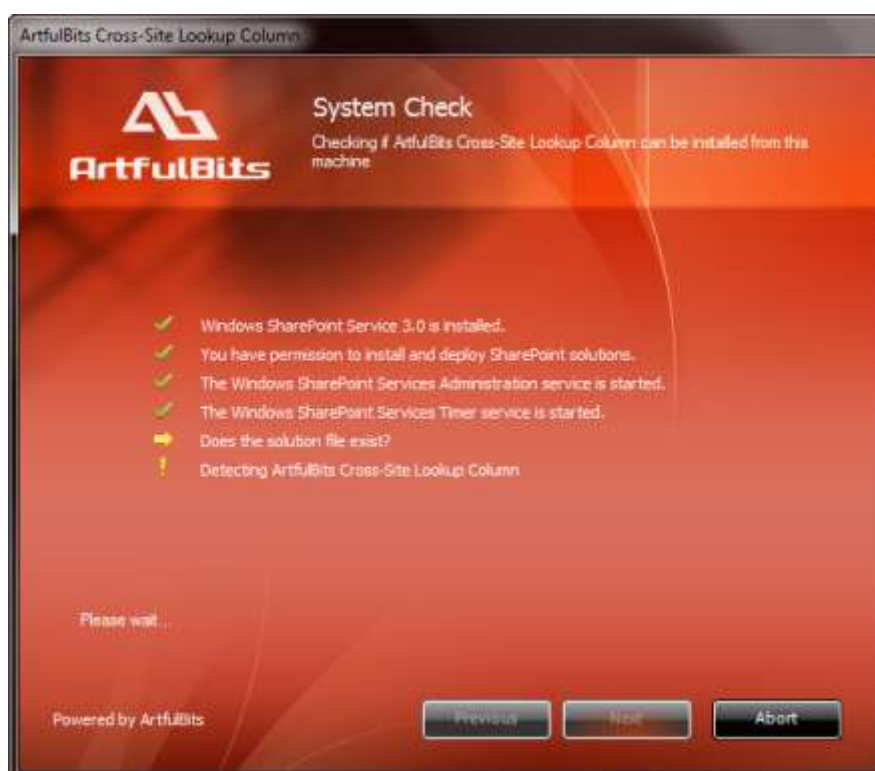 ArtfulBits Cross-Site Lookup Column
ArtfulBits
System Check
Checking if ArtfulBits Cross-Site Lookup Column can be installed from this
machine
Windows SharePoint Service 3.0 is installed.
You have permission to install and deploy SharePoint solutions.
The Windows SharePoint Services Administration service is started.
The Windows SharePoint Services Timer service is started.
Does the solution file exist?
Detecting ArtfulBits Cross-Site Lookup Column
Please wait...
Powered by ArtfulBits
Previous
Next
Abort